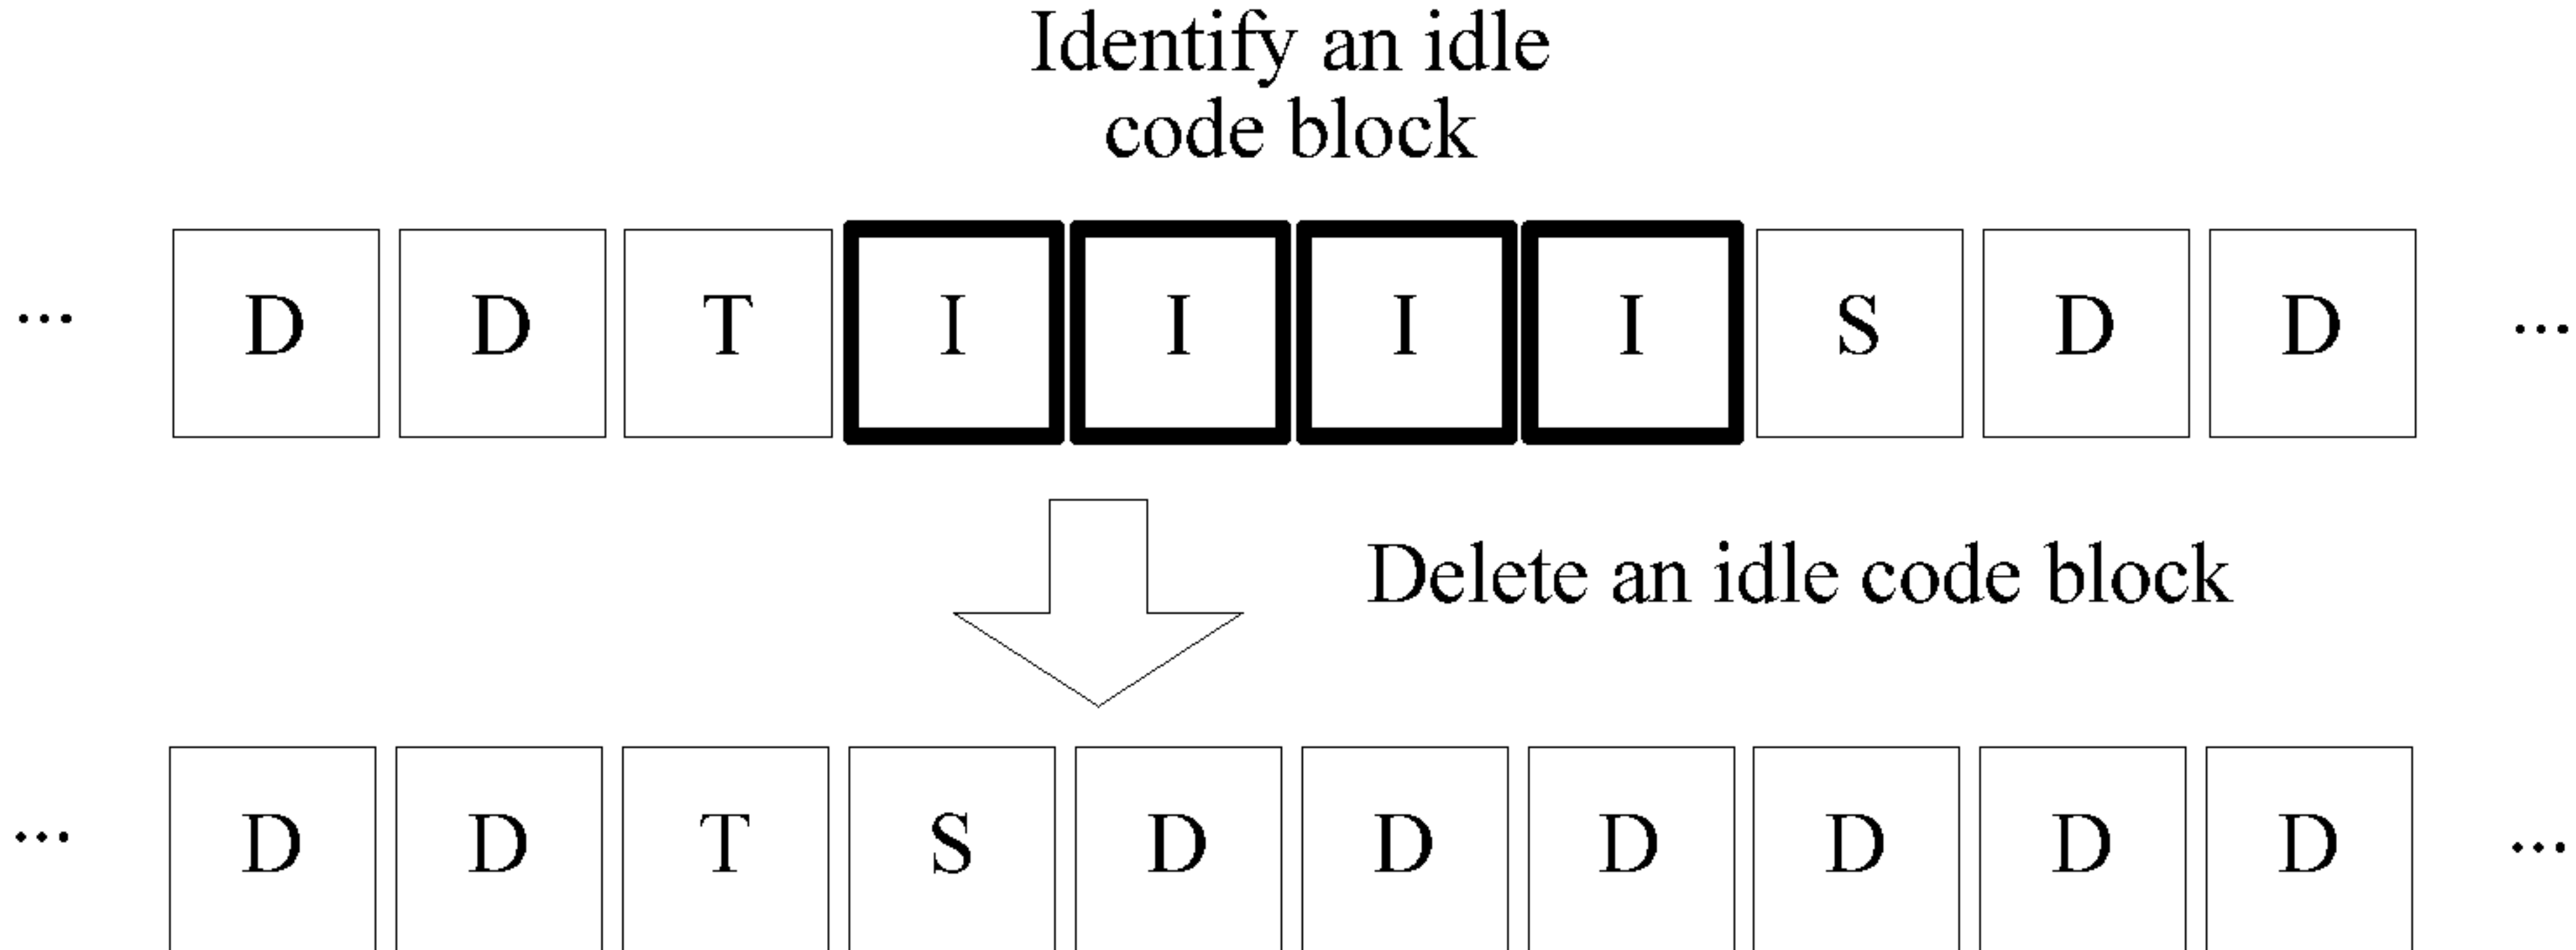 Identify an idle
code block
... D D T I I I I S D D ...
Delete an idle code block
... D D T S D D D D D D ...